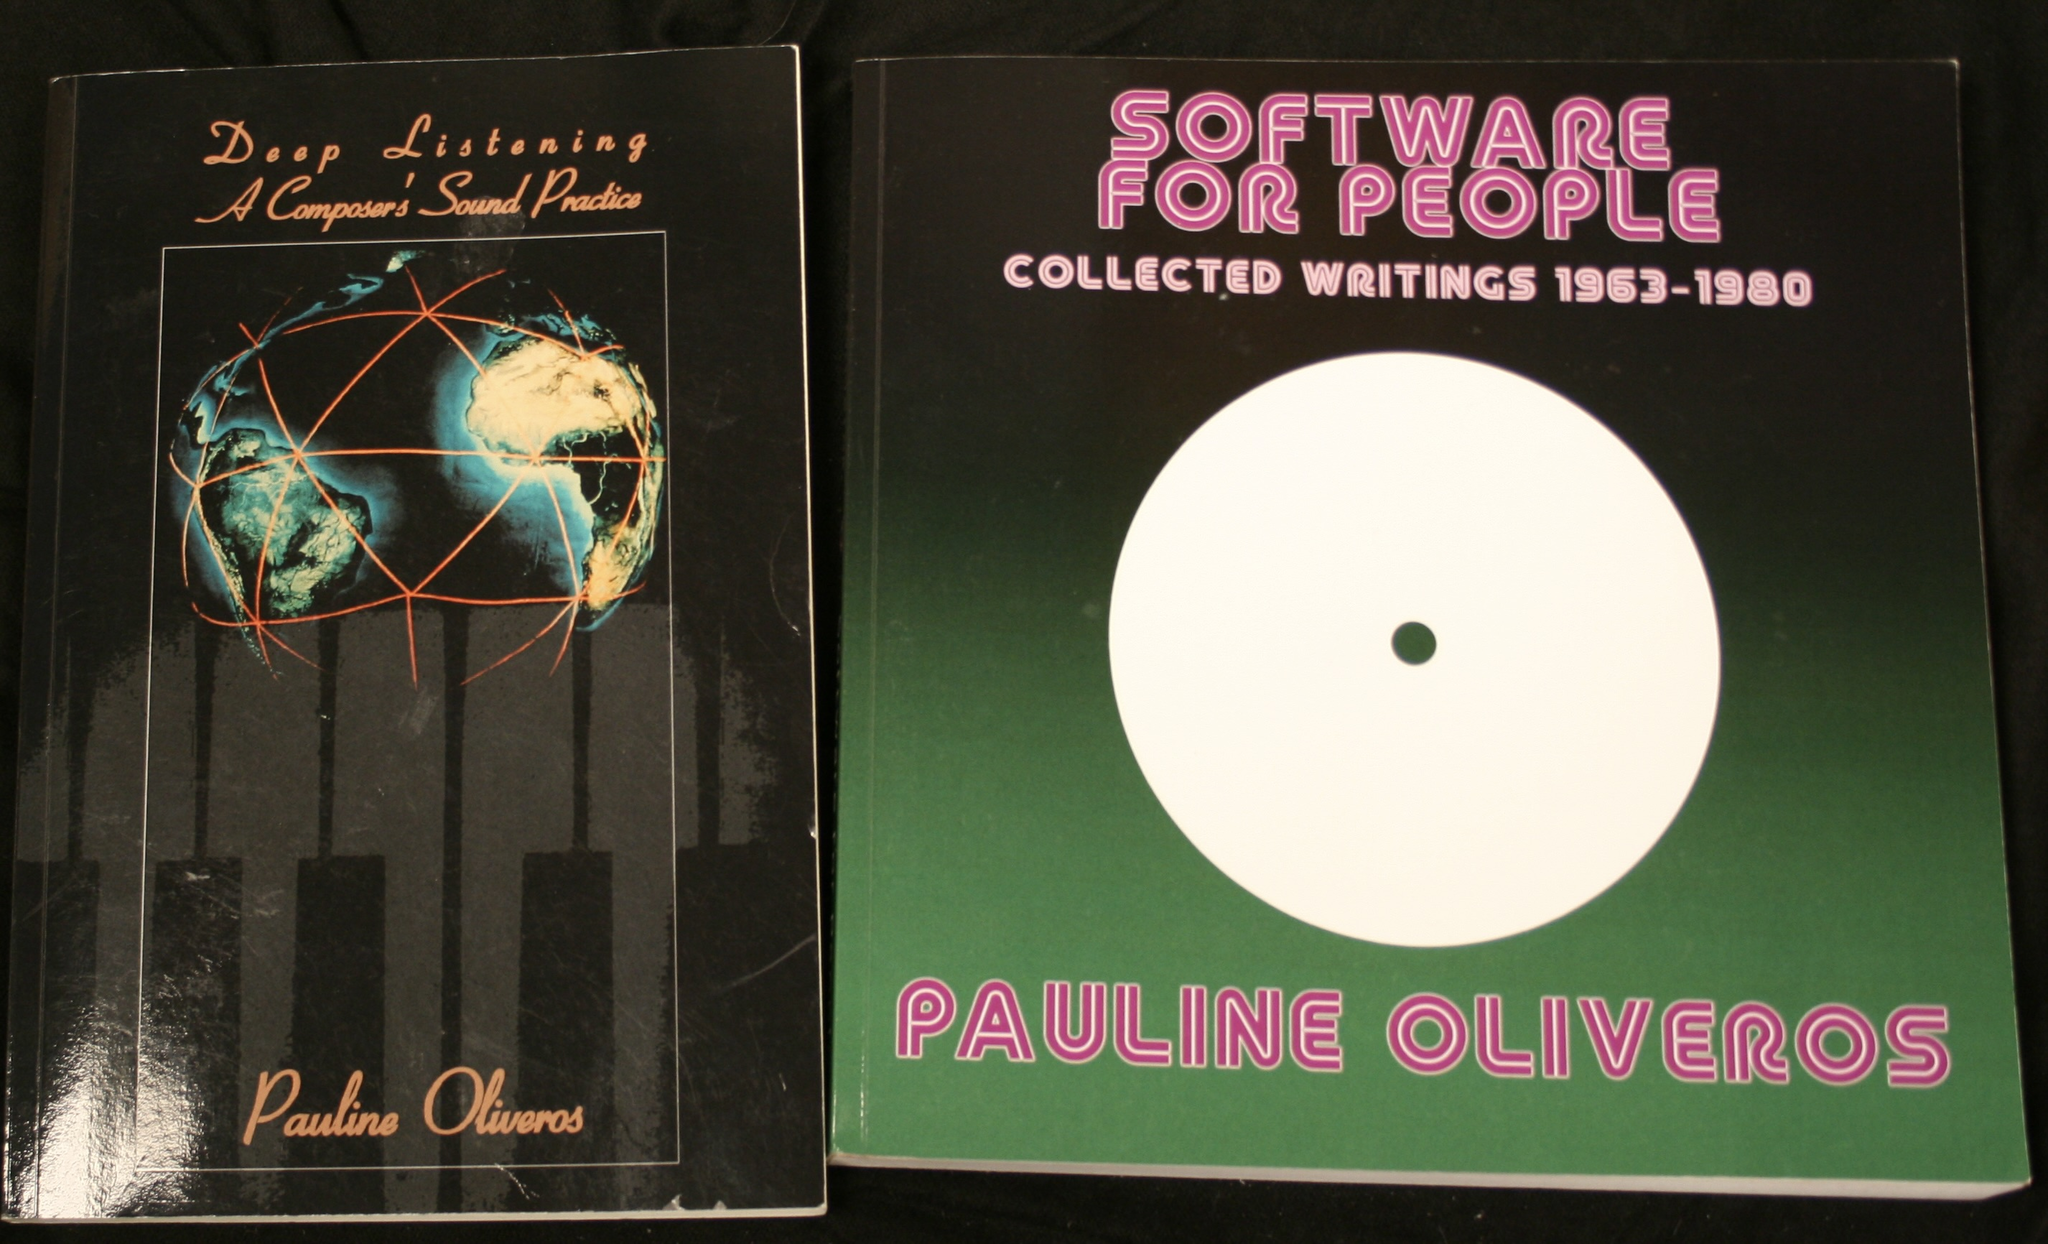 Deep Listening
A Composer's Sound Practice
Pauline Oliveros
SOFTWARE
FOR PEOPLE
COLLECTED WRITINGS 1963-1980
PAULINE OLIVEROS